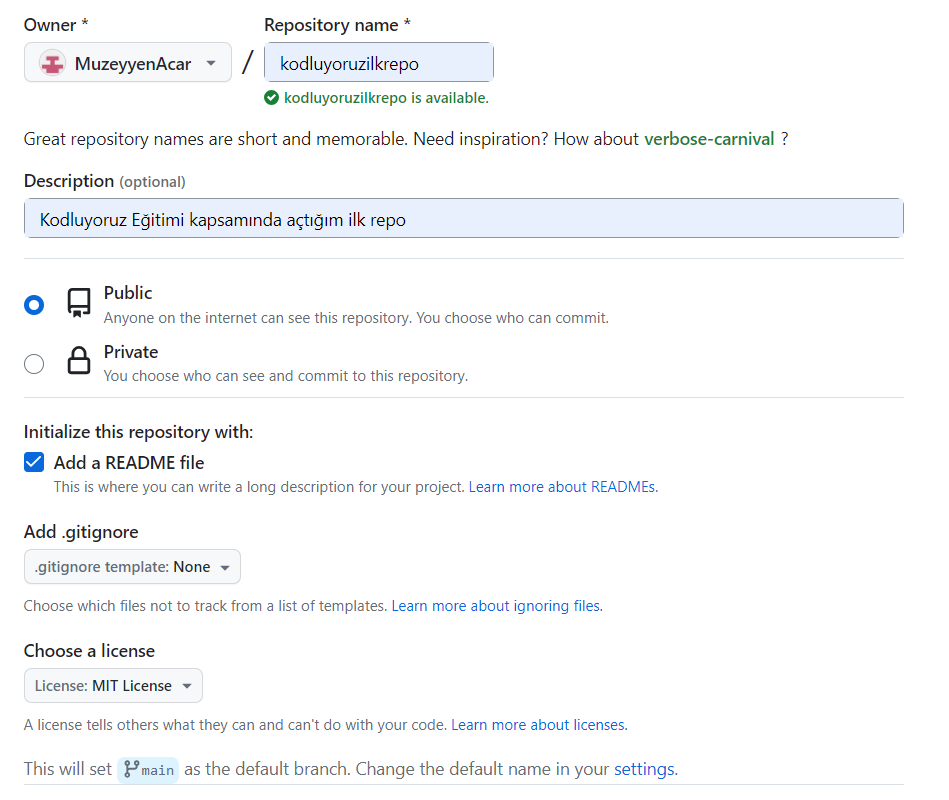 Owner * Repository name *
MuzeyyenAcar / kodluyoruzilkrepo
kodluyoruzilkrepo is available.
Great repository names are short and memorable. Need inspiration? How about verbose-carnival ?
Description (optional)
Kodluyoruz Eğitimi kapsamında açtığım ilk repo
Public
Anyone on the internet can see this repository. You choose who can commit.
Private
You choose who can see and commit to this repository.
Initialize this repository with:
Add a README file
This is where you can write a long description for your project. Learn more about READMEs.
Add .gitignore
.gitignore template: None
Choose which files not to track from a list of templates. Learn more about ignoring files.
Choose a license
License: MIT License
A license tells others what they can and can't do with your code. Learn more about licenses.
This will set main as the default branch. Change the default name in your settings.